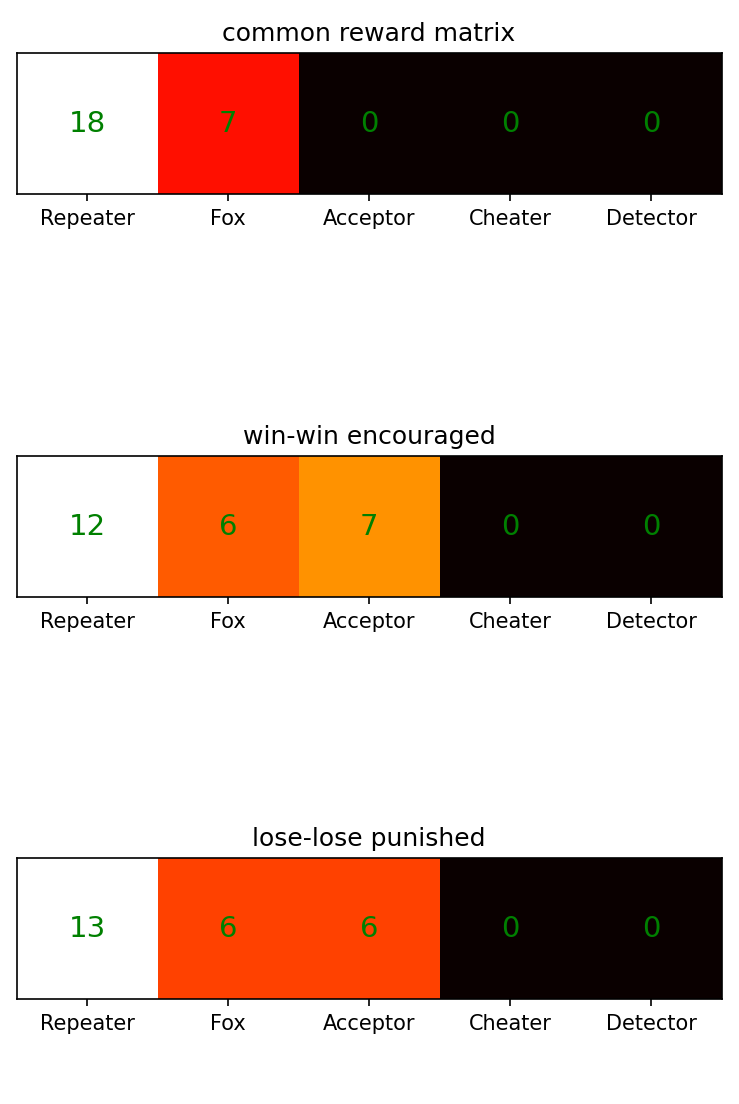 common reward matrix
18 7 0 0 0
Repeater Fox Acceptor Cheater Detector
win-win encouraged
12 6 7 0 0
Repeater Fox Acceptor Cheater Detector
lose-lose punished
13 6 6 0 0
Repeater Fox Acceptor Cheater Detector